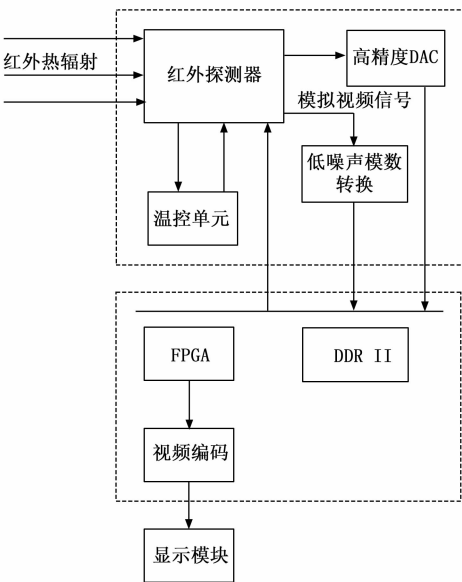 红外热辐射
红外探测器
高精度DAC
模拟视频信号
低噪声模数
转换
温控单元
FPGA
DDR II
视频编码
显示模块